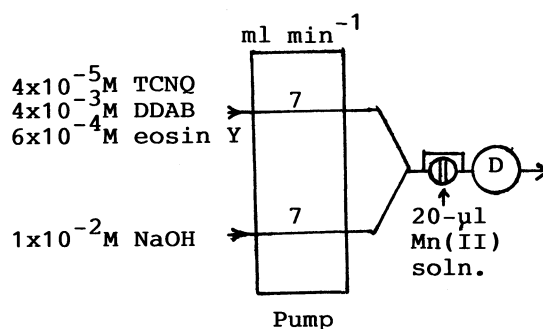 ml min⁻¹
4x10⁻⁵M TCNQ
4x10⁻³M DDAB
6x10⁻⁴M eosin Y
7
D
1x10⁻²M NaOH
7
20-µl
Mn(II)
soln.
Pump